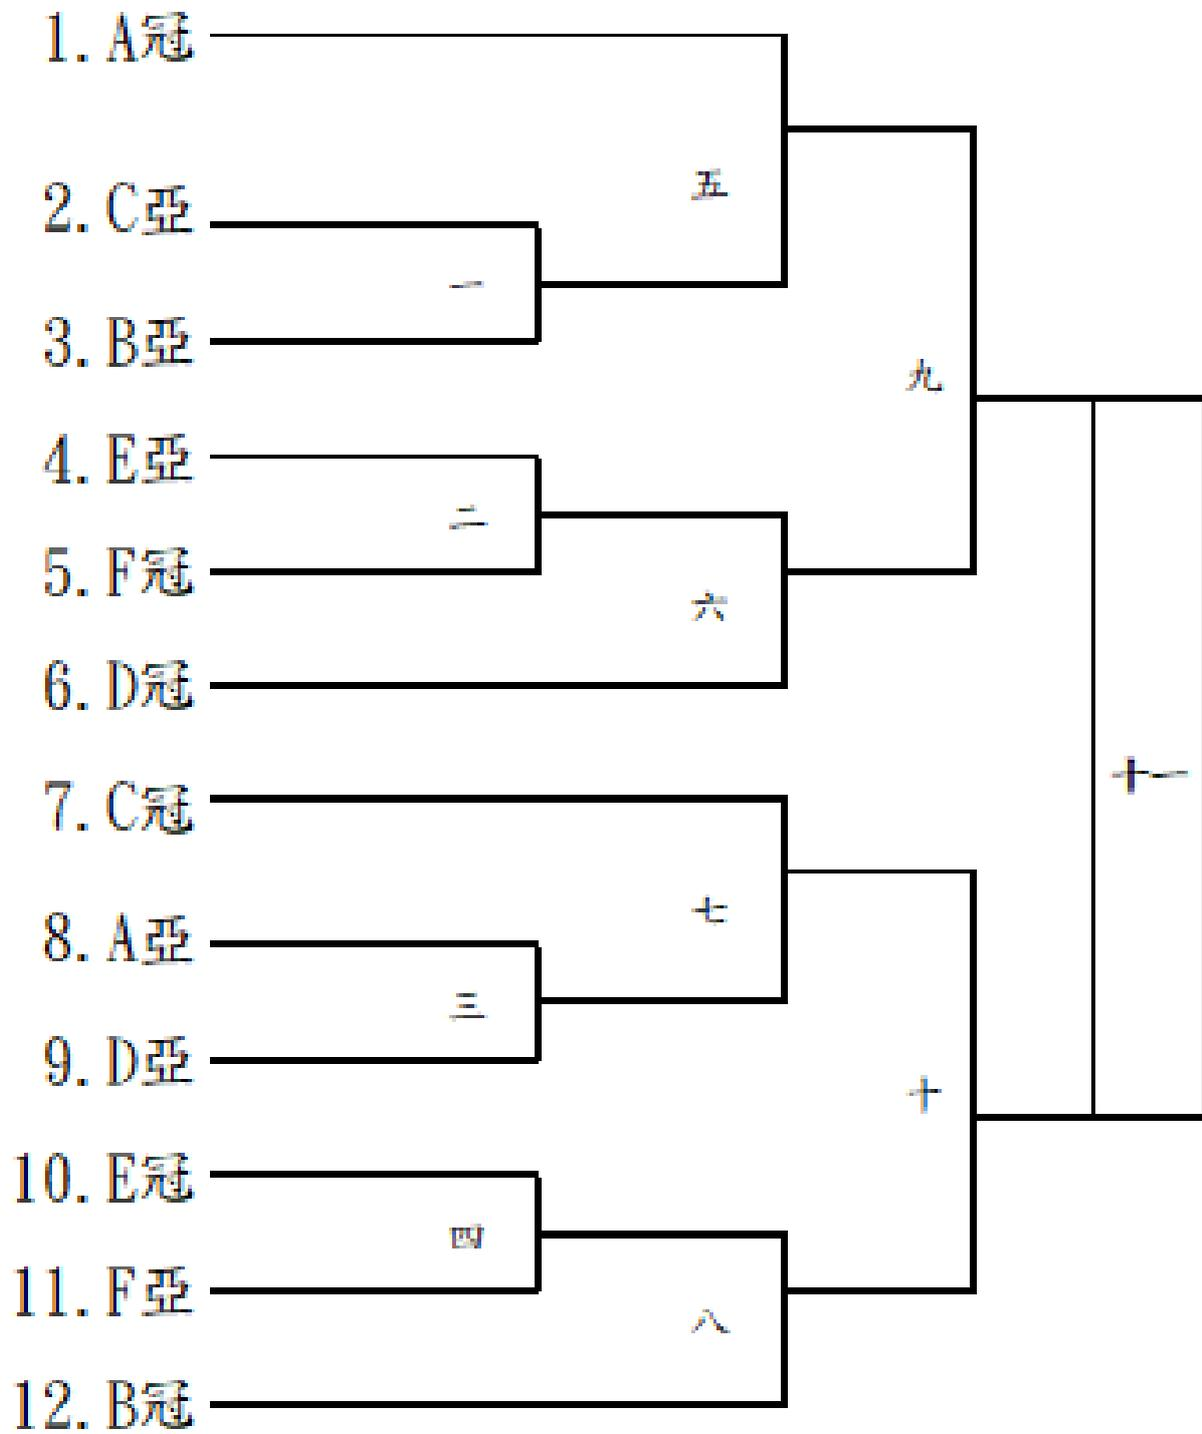 1. A冠
五
2. C亞
一
3. B亞
九
4. E亞
二
5. F冠
六
6. D冠
十一
7. C冠
七
8. A亞
三
9. D亞
十
10. E冠
四
11. F亞
八
12. B冠